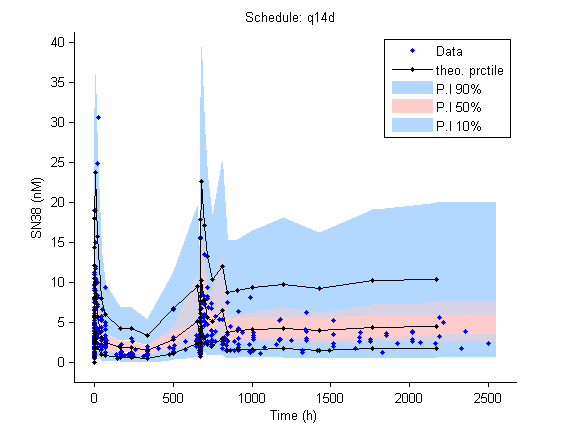 Schedule: q14d
Data
theo. prctile
P.I 90%
P.I 50%
P.I 10%
40
35
30
25
20
15
10
5
0
SN38 (nM)
0 500 1000 1500 2000 2500
Time (h)